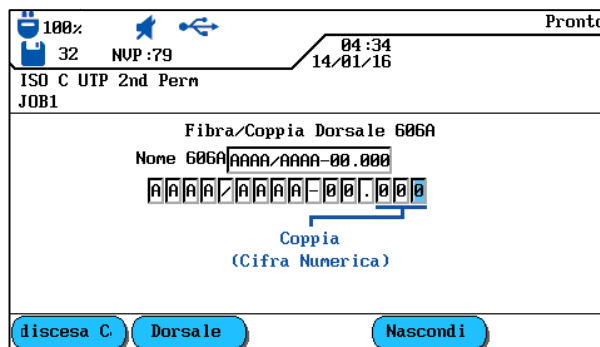 100% Pronto
32 NVP:79 04:34
14/01/16
ISO C UTP 2nd Perm
JOB1
Fibra/Coppia Dorsale 606A
Nome 606A AAAA/AAAA-00.000
AAAA/AAAA-00.000
Coppia
(Cifra Numerica)
discesa C Dorsale Nascondi